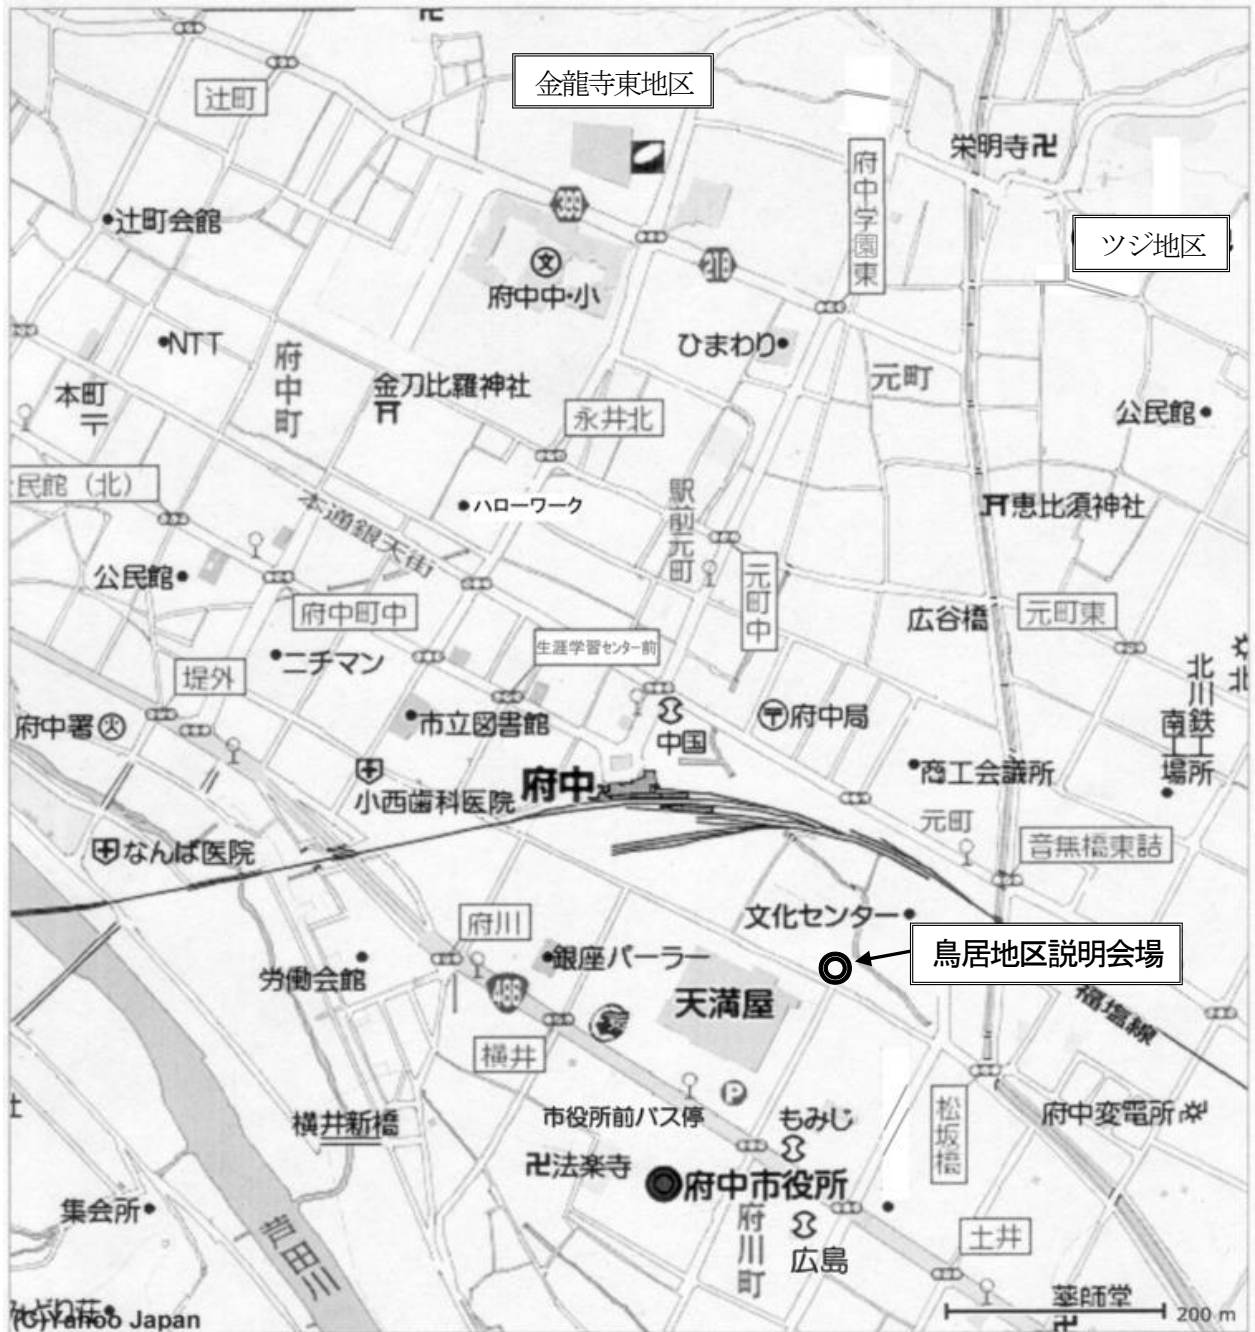 金龍寺東地区
辻町
栄明寺
府中学園東
399
辻町会館
ツジ地区
府中中・小
218
NTT
ひまわり
府中町
元町
金刀比羅神社
本町
永井北
公民館
民館（北）
駅前元町
ハローワーク
恵比須神社
本通銀天街
公民館
元町中
府中町中
広谷橋
元町東
生涯学習センター前
ニチマン
堤外
北川鉄工所
南工場
北
府中署
市立図書館
中国
府中局
商工会議所
府中
小西歯科医院
元町
音無橋東詰
なんば医院
文化センター
府川
鳥居地区説明会場
銀座パーラー
労働会館
486
天満屋
福塩線
横井
P
市役所前バス停
もみじ
松坂橋
府中変電所
横井新橋
法楽寺
府中市役所
集会所
芦田川
府川町
広島
土井
薬師堂
みどり荘
(C)Yahoo Japan
200 m